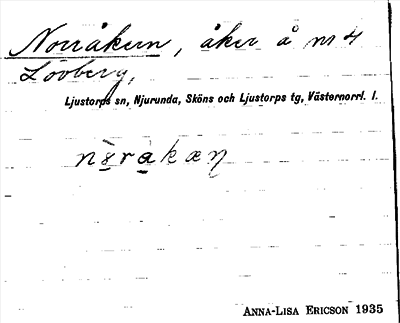 Norråkern, åker å nr 4
Lövberg,
Ljustorps sn, Njurunda, Sköns och Ljustorps tg, Västernorrl. l.
ANNA-LISA ERICSON 1935